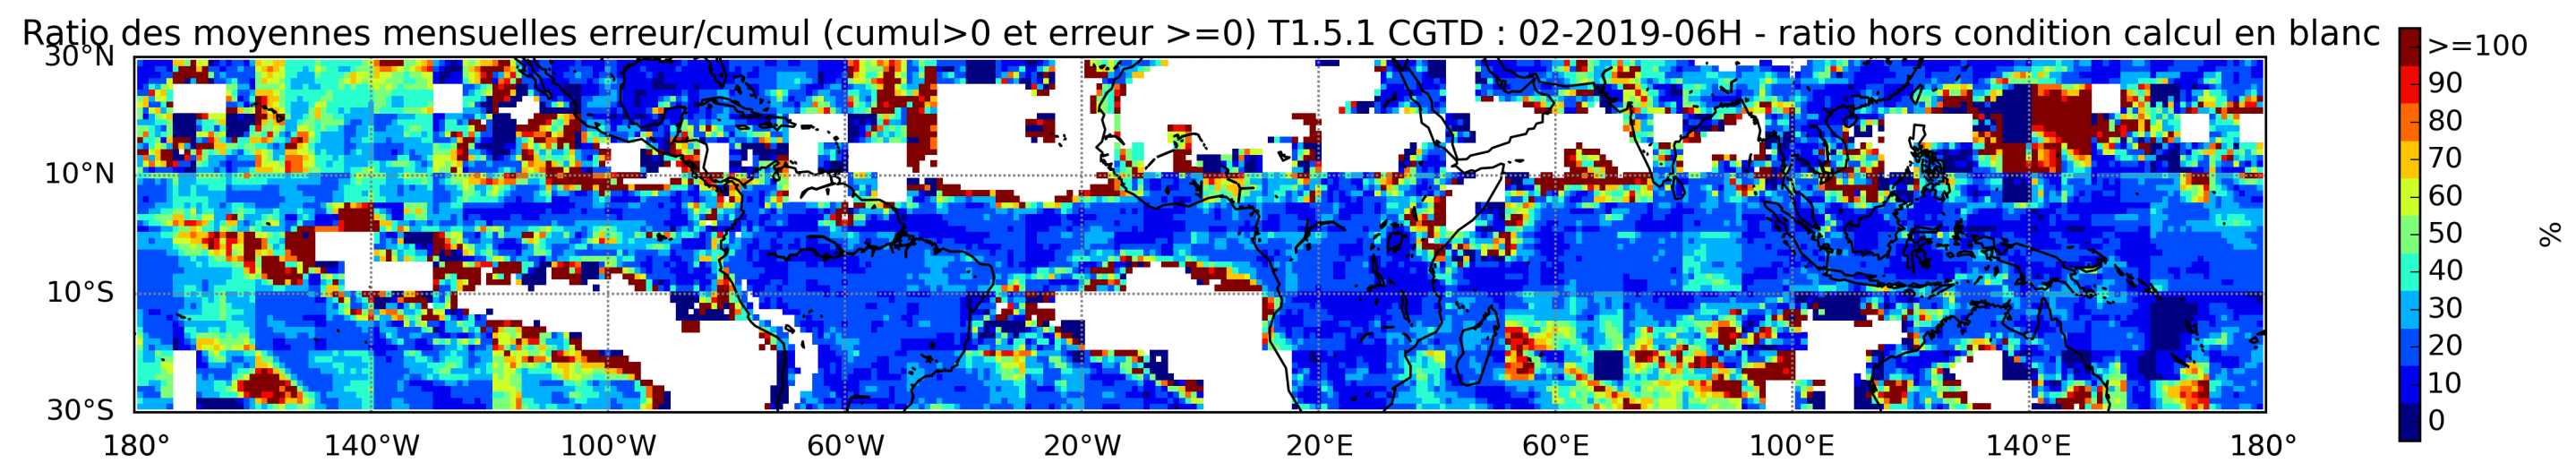 Ratio des moyennes mensuelles erreur/cumul (cumul>0 et erreur >=0) T1.5.1 CGTD : 02-2019-06H - ratio hors condition calcul en blanc
30°N
10°N
10°S
30°S
180° 140°W 100°W 60°W 20°W 20°E 60°E 100°E 140°E 180°
>=100
90
80
70
60
50
40
30
20
10
0
%